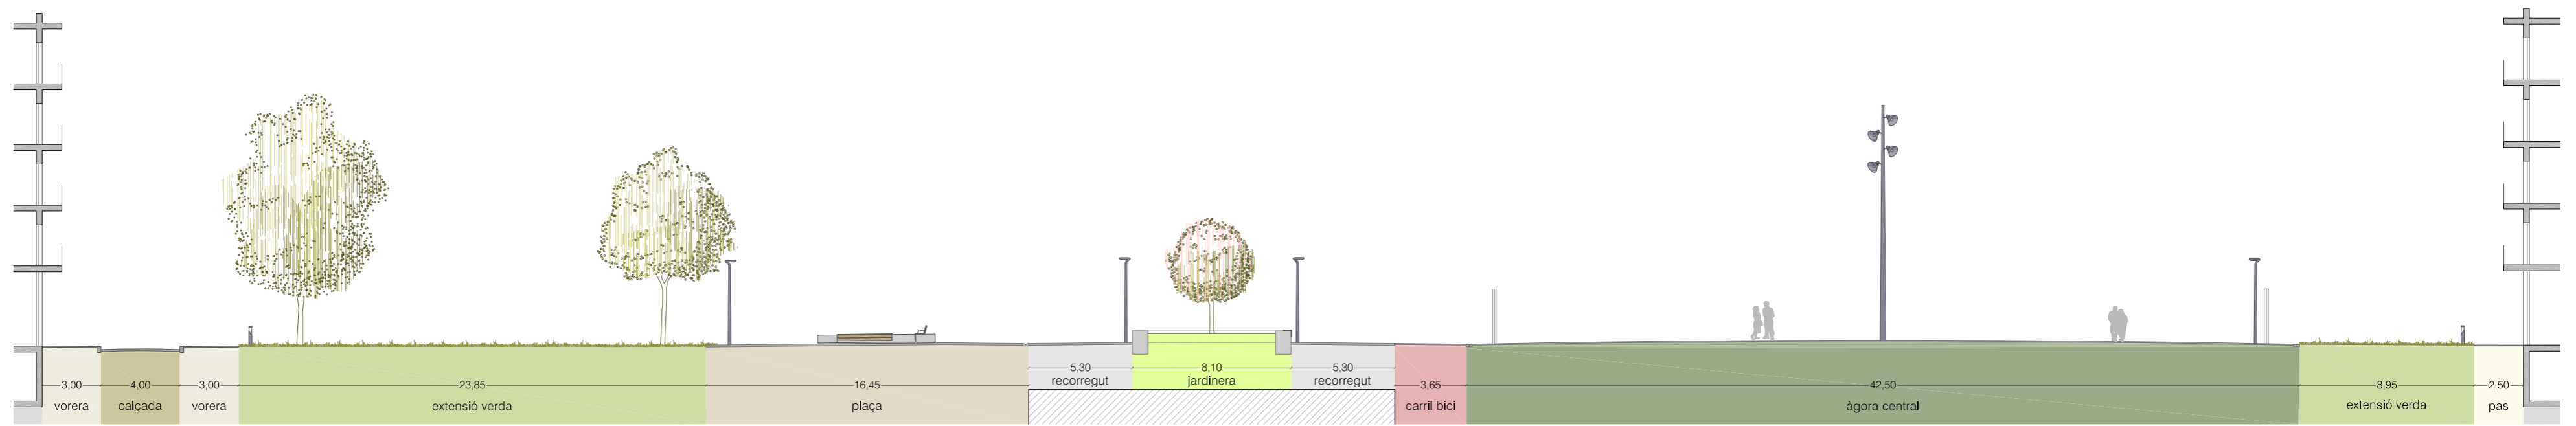 5,30 8,10 5,30
recorregut jardinera recorregut
3,00 4,00 3,00 23,85 16,45 3,65 42,50 8,95 2,50
vorera calçada vorera extensió verda plaça carril bici àgora central extensió verda pas